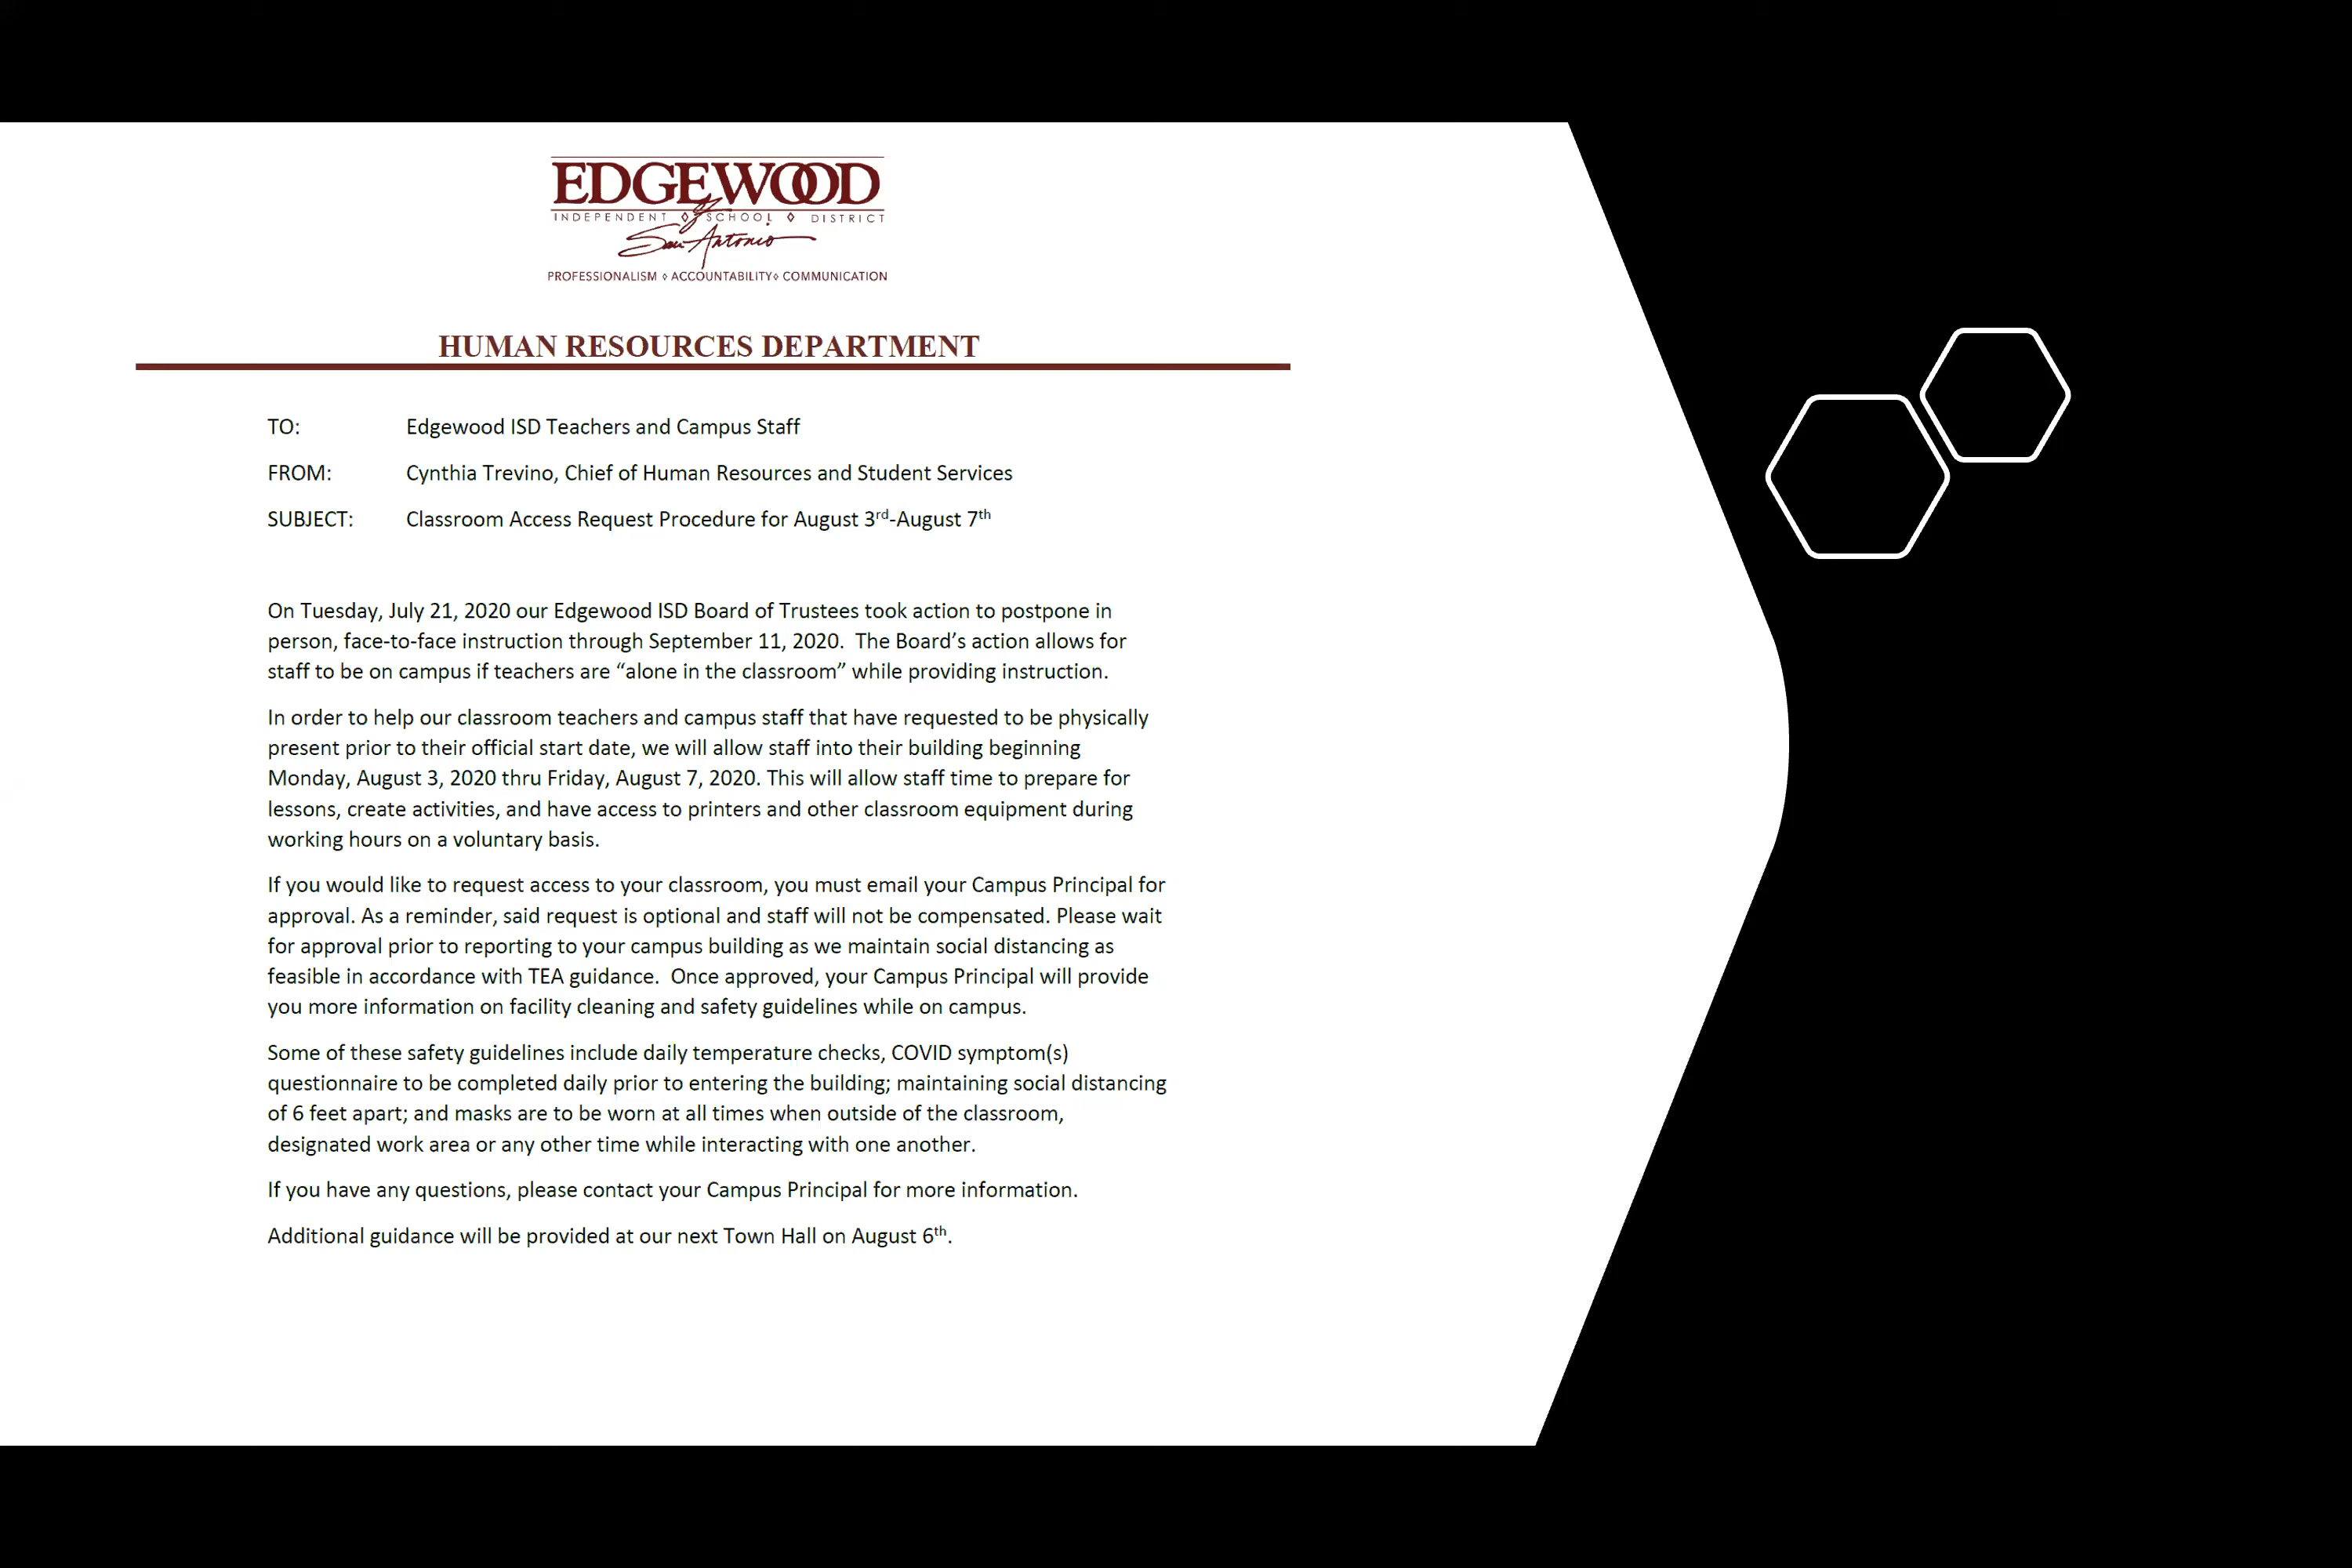 EDGEWOOD
INDEPENDENT ◊ SCHOOL ◊ DISTRICT
of
San Antonio
PROFESSIONALISM ◊ ACCOUNTABILITY◊ COMMUNICATION
HUMAN RESOURCES DEPARTMENT
TO: Edgewood ISD Teachers and Campus Staff
FROM: Cynthia Trevino, Chief of Human Resources and Student Services
SUBJECT: Classroom Access Request Procedure for August 3rd-August 7th
On Tuesday, July 21, 2020 our Edgewood ISD Board of Trustees took action to postpone in
person, face-to-face instruction through September 11, 2020.  The Board’s action allows for
staff to be on campus if teachers are “alone in the classroom” while providing instruction.
In order to help our classroom teachers and campus staff that have requested to be physically
present prior to their official start date, we will allow staff into their building beginning
Monday, August 3, 2020 thru Friday, August 7, 2020. This will allow staff time to prepare for
lessons, create activities, and have access to printers and other classroom equipment during
working hours on a voluntary basis.
If you would like to request access to your classroom, you must email your Campus Principal for
approval. As a reminder, said request is optional and staff will not be compensated. Please wait
for approval prior to reporting to your campus building as we maintain social distancing as
feasible in accordance with TEA guidance.  Once approved, your Campus Principal will provide
you more information on facility cleaning and safety guidelines while on campus.
Some of these safety guidelines include daily temperature checks, COVID symptom(s)
questionnaire to be completed daily prior to entering the building; maintaining social distancing
of 6 feet apart; and masks are to be worn at all times when outside of the classroom,
designated work area or any other time while interacting with one another.
If you have any questions, please contact your Campus Principal for more information.
Additional guidance will be provided at our next Town Hall on August 6th.